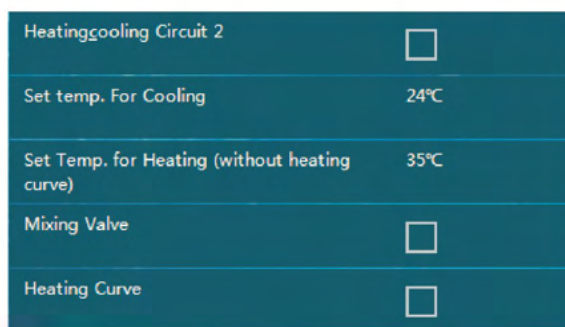 Heatingcooling Circuit 2
Set temp. For Cooling 24℃
Set Temp. for Heating (without heating 35℃
curve)
Mixing Valve
Heating Curve